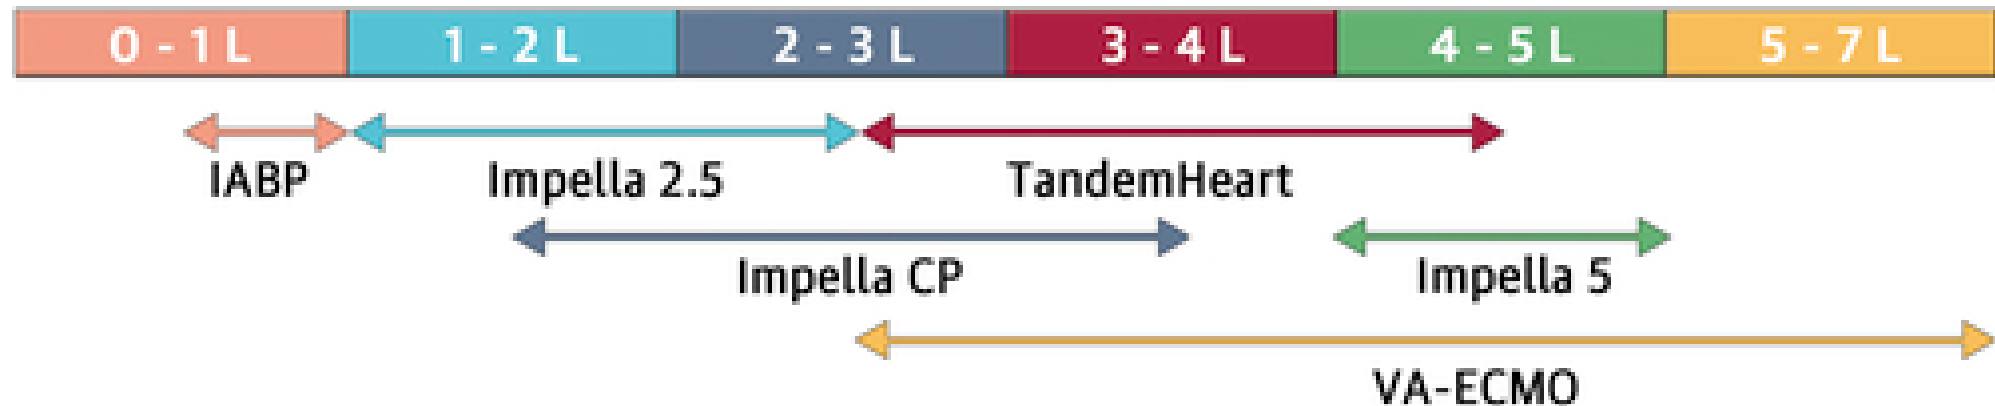 0 - 1 L 1 - 2 L 2 - 3 L 3 - 4 L 4 - 5 L 5 - 7 L
IABP Impella 2.5 TandemHeart
Impella CP Impella 5
VA-ECMO